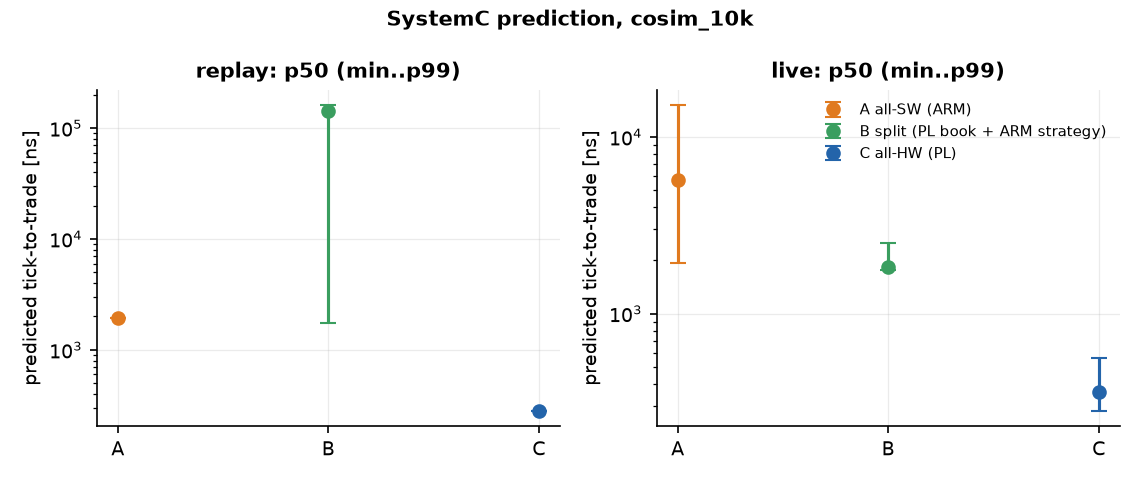 SystemC prediction, cosim_10k
replay: p50 (min..p99)
predicted tick-to-trade [ns]
10⁵
10⁴
10³
A
B
C
live: p50 (min..p99)
predicted tick-to-trade [ns]
10⁴
10³
A all-SW (ARM)
B split (PL book + ARM strategy)
C all-HW (PL)
A
B
C